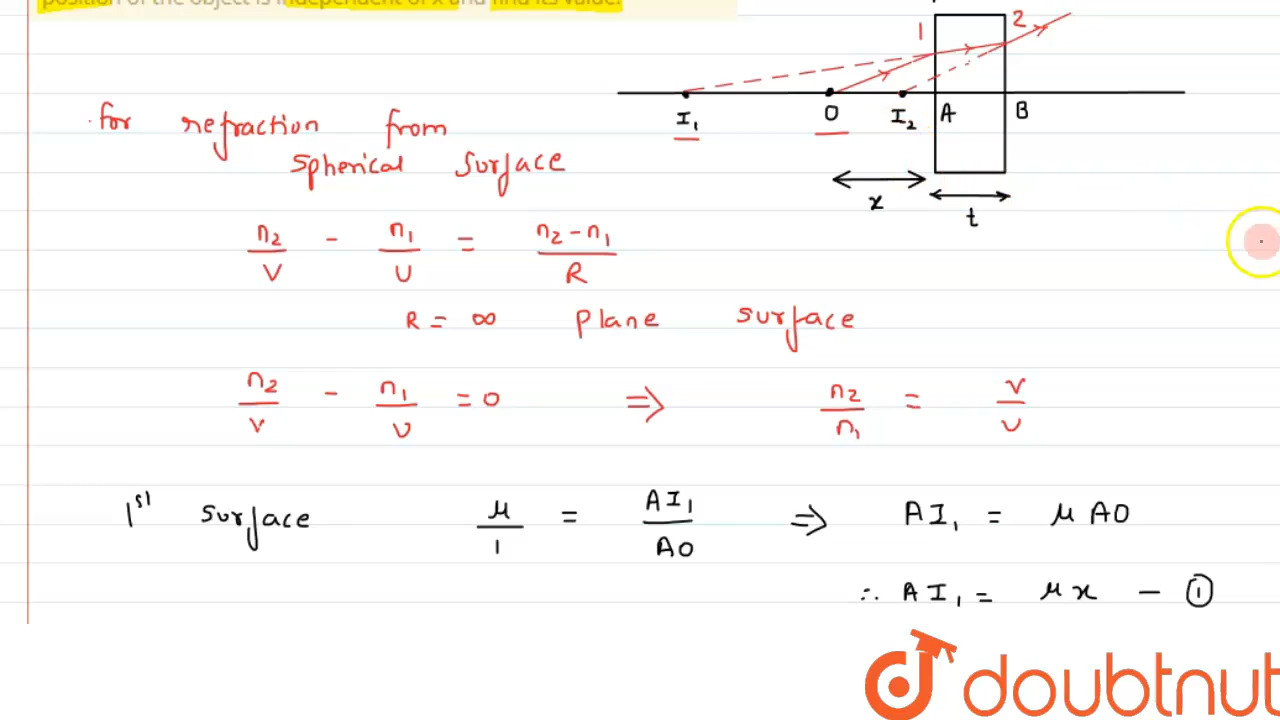 position of the object is independent of x and find its value.
1 2
I₁ O I₂ A B
x
t
for refraction from
spherical surface
n₂/V - n₁/U = n₂-n₁/R
R = ∞ plane surface
n₂/v - n₁/υ = 0 ⇒ n₂/n₁ = v/υ
1st surface μ/1 = AI₁/AO ⇒ AI₁ = μ AO
∴ AI₁ = μx - ①
doubtnut